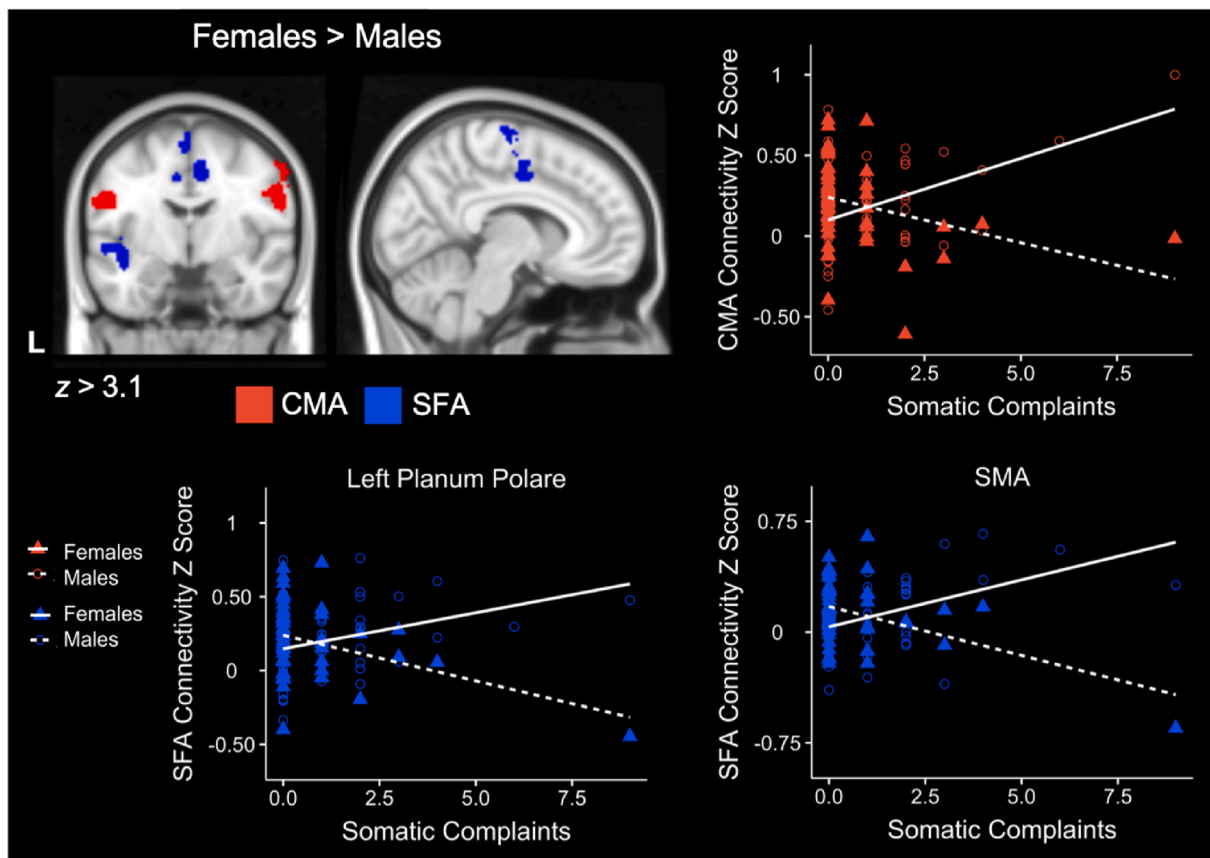 Females > Males
L
z > 3.1
CMA SFA
CMA Connectivity Z Score
1
0.50
0
-0.50
0.0 2.5 5.0 7.5
Somatic Complaints
Left Planum Polare
SFA Connectivity Z Score
1
0.50
0
-0.50
0.0 2.5 5.0 7.5
Somatic Complaints
SMA
SFA Connectivity Z Score
0.75
0
-0.75
0.0 2.5 5.0 7.5
Somatic Complaints
Females
Males
Females
Males